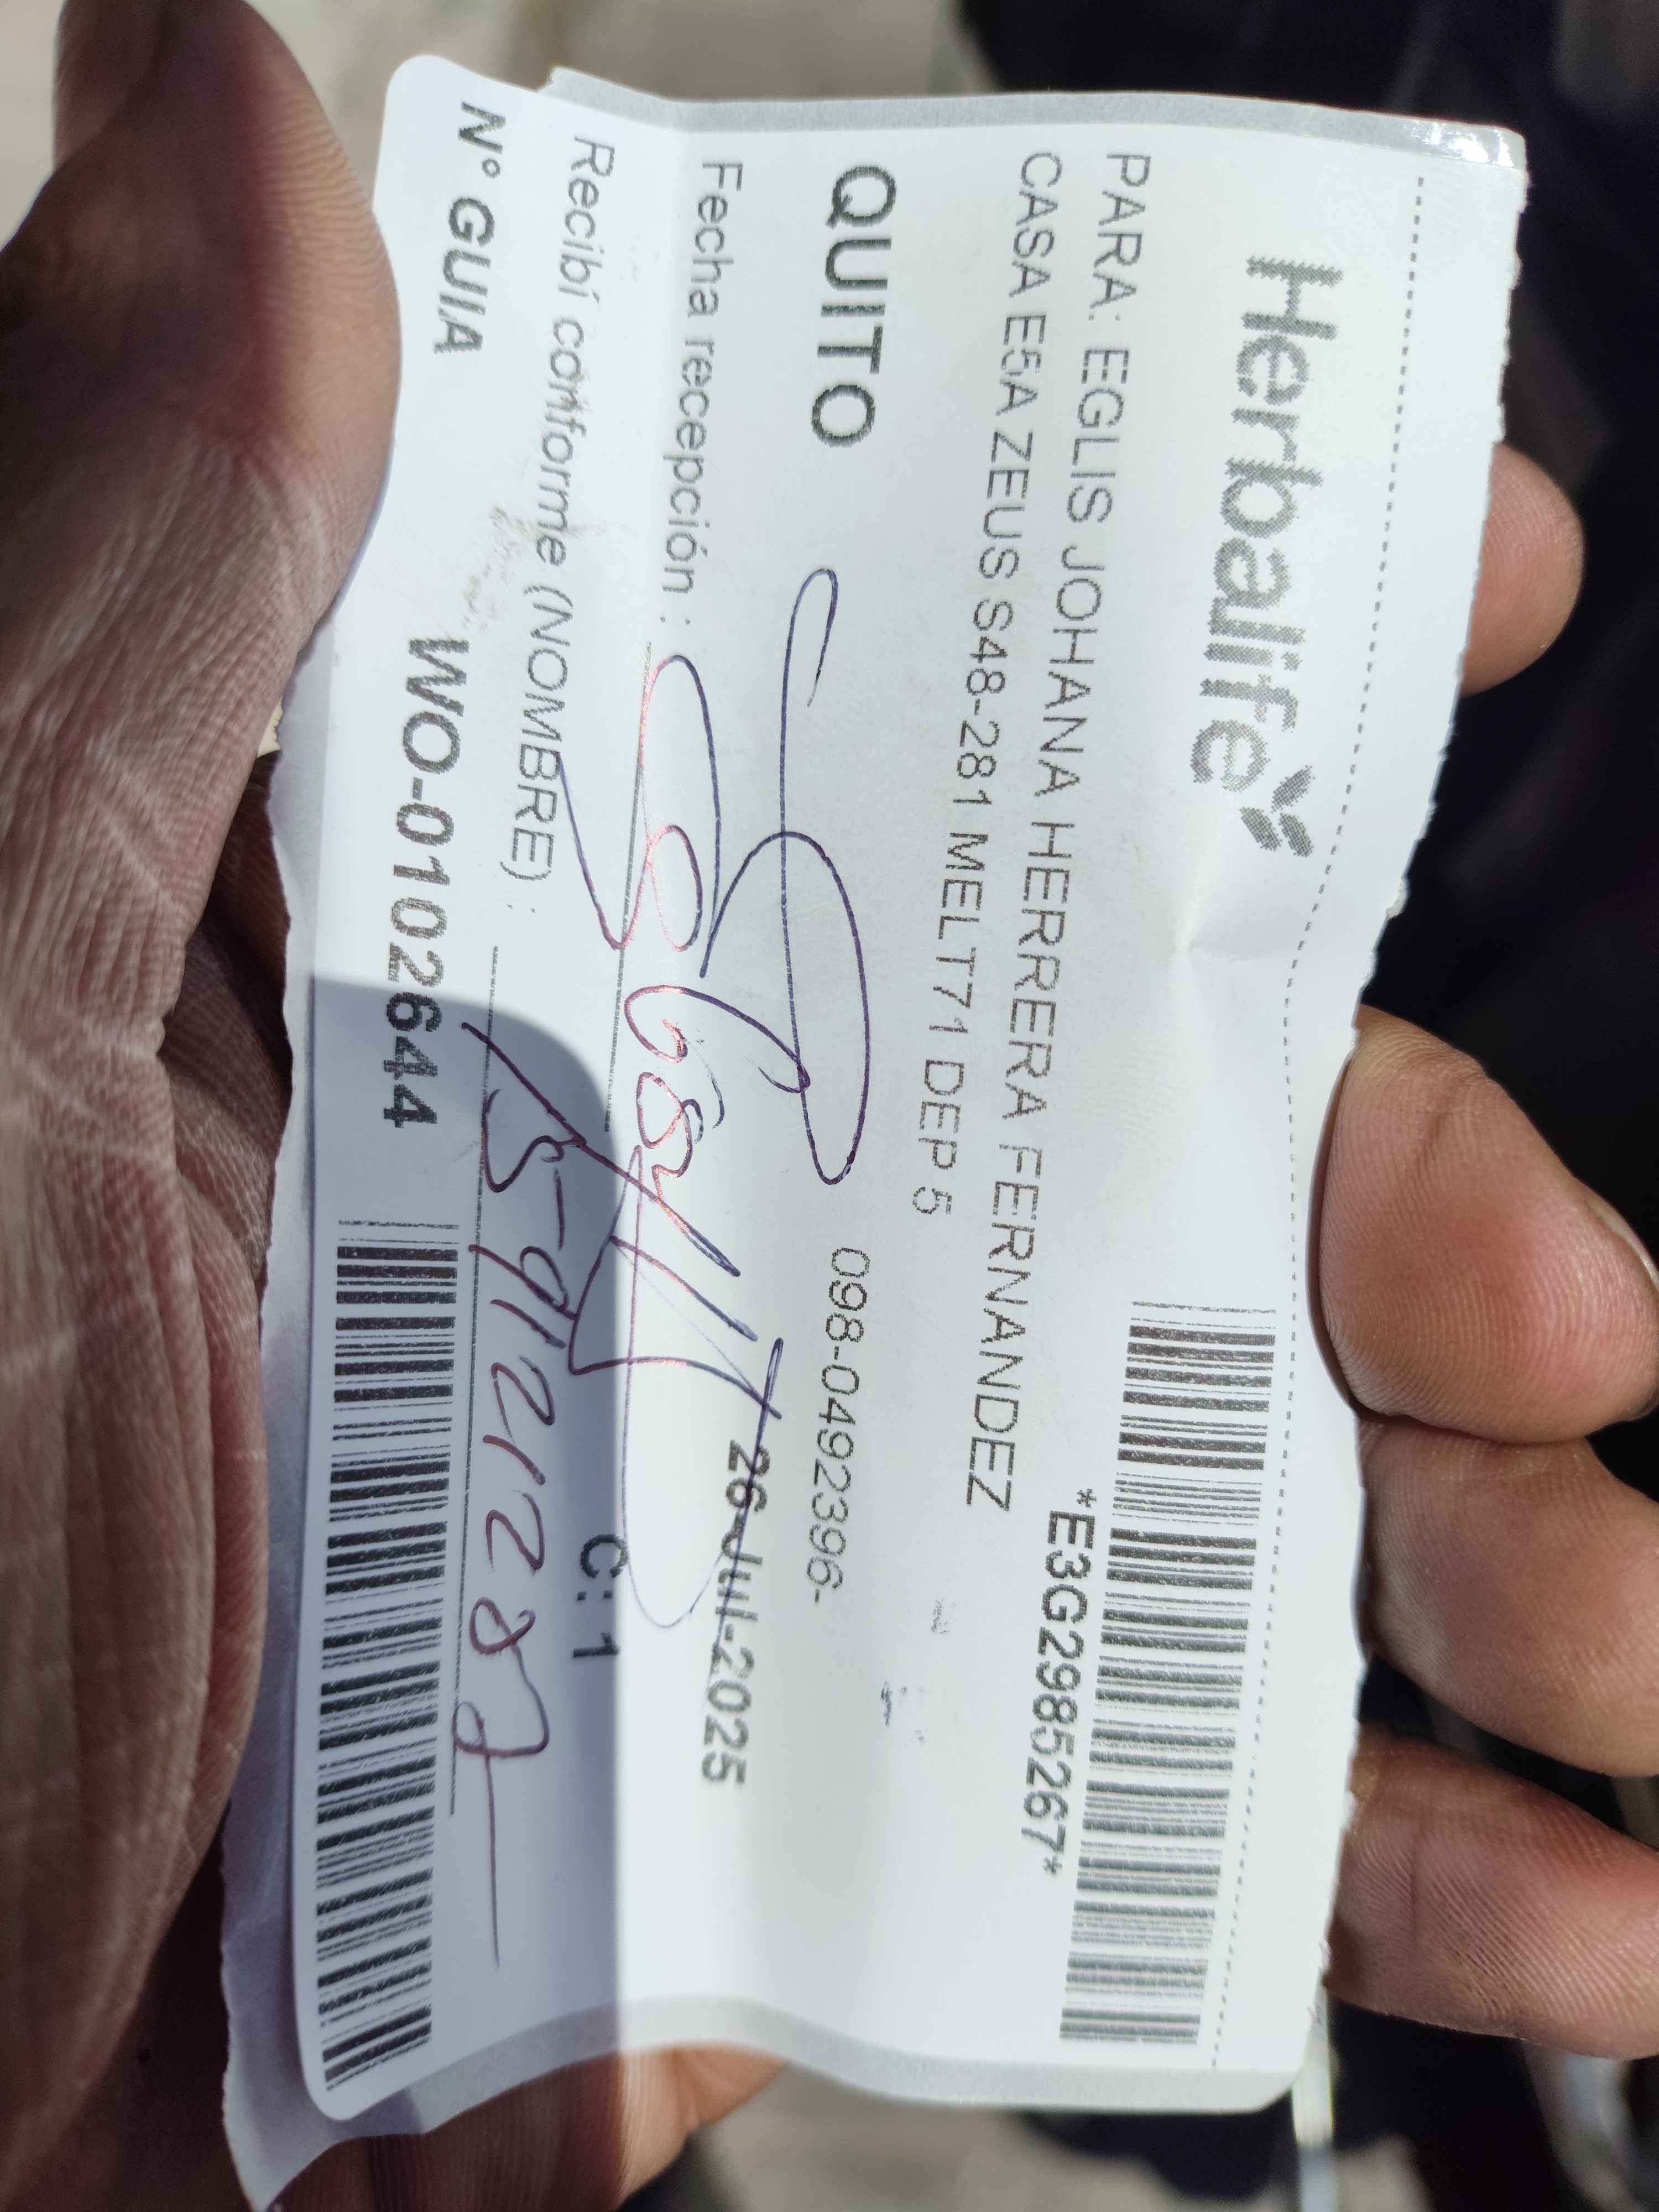 Herbalife
*E3G2985267*
PARA: EGLIS JOHANA HERRERA FERNANDEZ
CASA E5A ZEUS S48-281 MELT71 DEP 5
QUITO 098-0492396-
Fecha recepción : 26-Jul-2025
Recibí conforme (NOMBRE) : C: 1
N° GUIA WO-0102644